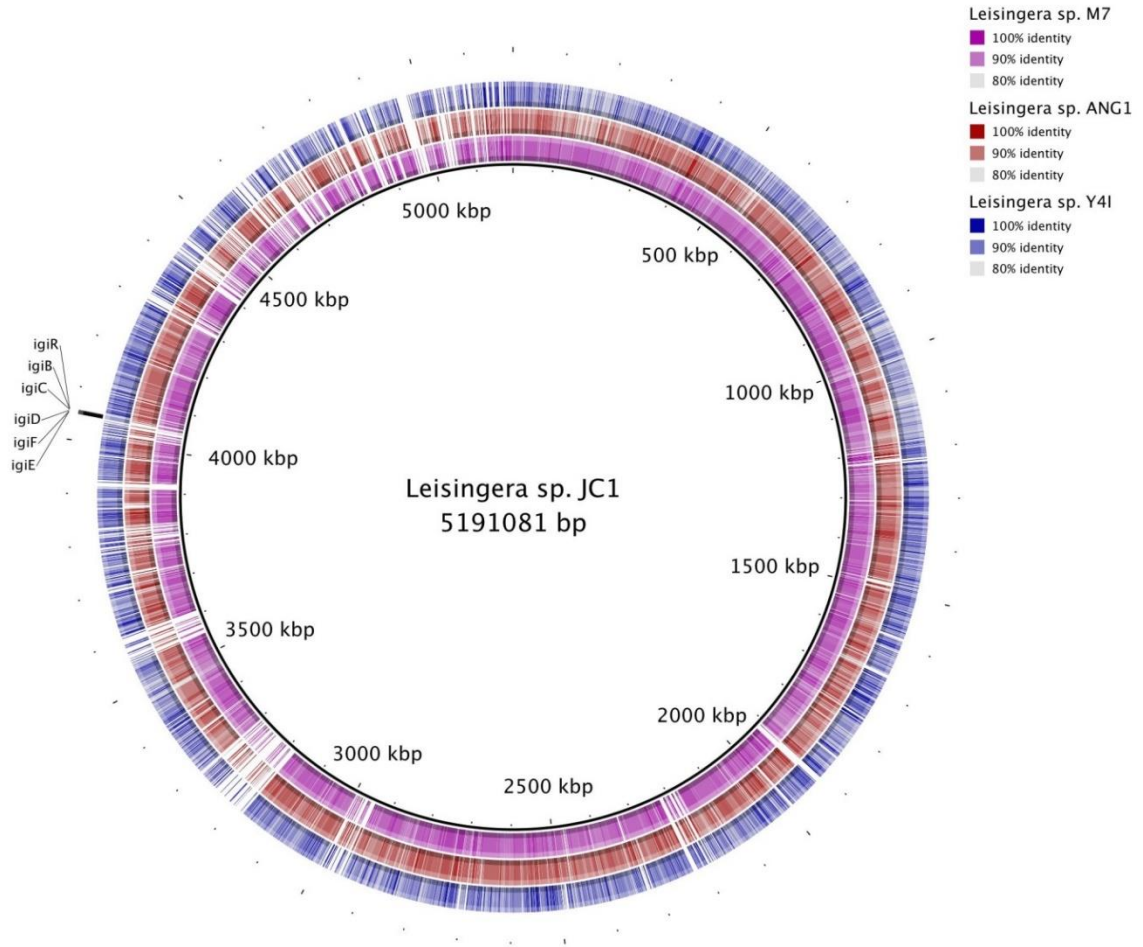 Leisingera sp. M7
100% identity
90% identity
80% identity
Leisingera sp. ANG1
100% identity
90% identity
80% identity
Leisingera sp. Y4I
100% identity
90% identity
80% identity
5000 kbp
500 kbp
4500 kbp
igiR
igiB
igiC
igiD
igiF
igiE
1000 kbp
4000 kbp
Leisingera sp. JC1
5191081 bp
1500 kbp
3500 kbp
2000 kbp
3000 kbp
2500 kbp